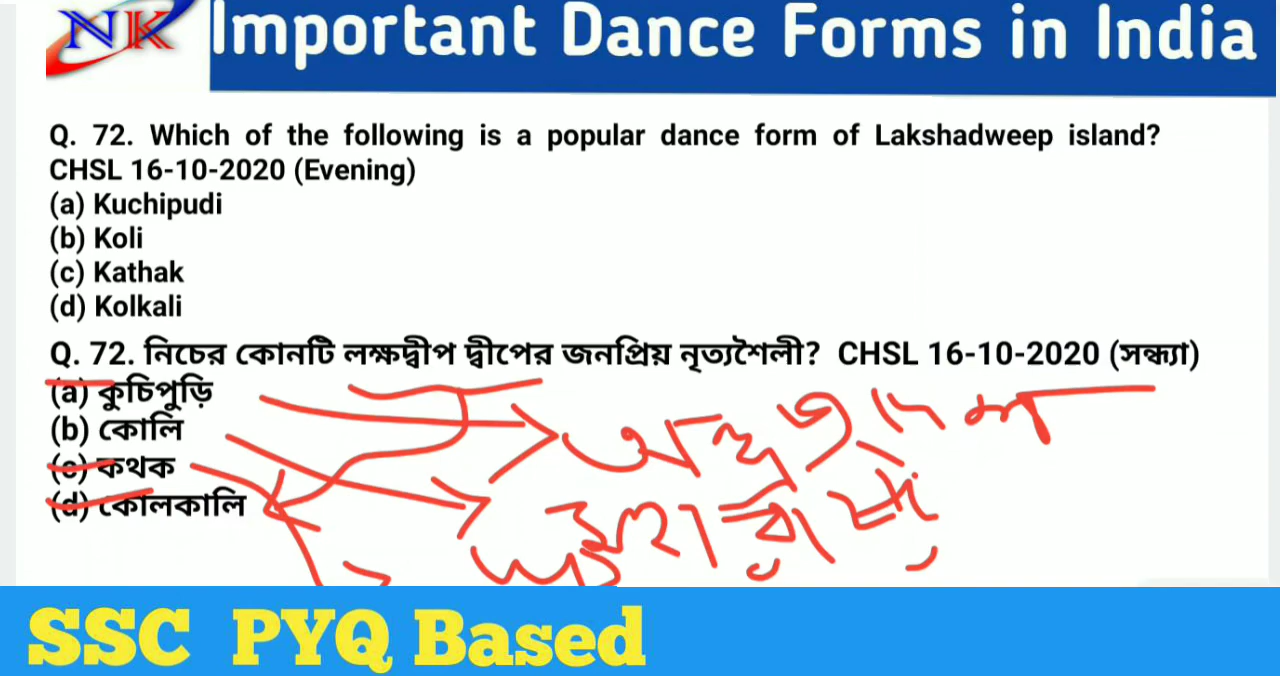 NK Important Dance Forms in India
Q. 72. Which of the following is a popular dance form of Lakshadweep island?
CHSL 16-10-2020 (Evening)
(a) Kuchipudi
(b) Koli
(c) Kathak
(d) Kolkali
Q. 72. নিচের কোনটি লক্ষদ্বীপ দ্বীপের জনপ্রিয় নৃত্যশৈলী? CHSL 16-10-2020 (সন্ধ্যা)
(a) কুচিপুড়ি
(b) কোলি
(c) কথক
(d) কোলকালি
SSC PYQ Based